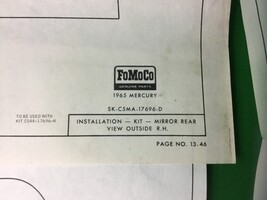 FoMoCo
GENUINE PARTS
1965 MERCURY
SK-C5MA-17696-D
TO BE USED WITH
KIT C5AA-17696-H
INSTALLATION — KIT — MIRROR REAR
VIEW OUTSIDE R.H.
PAGE NO. 13.46